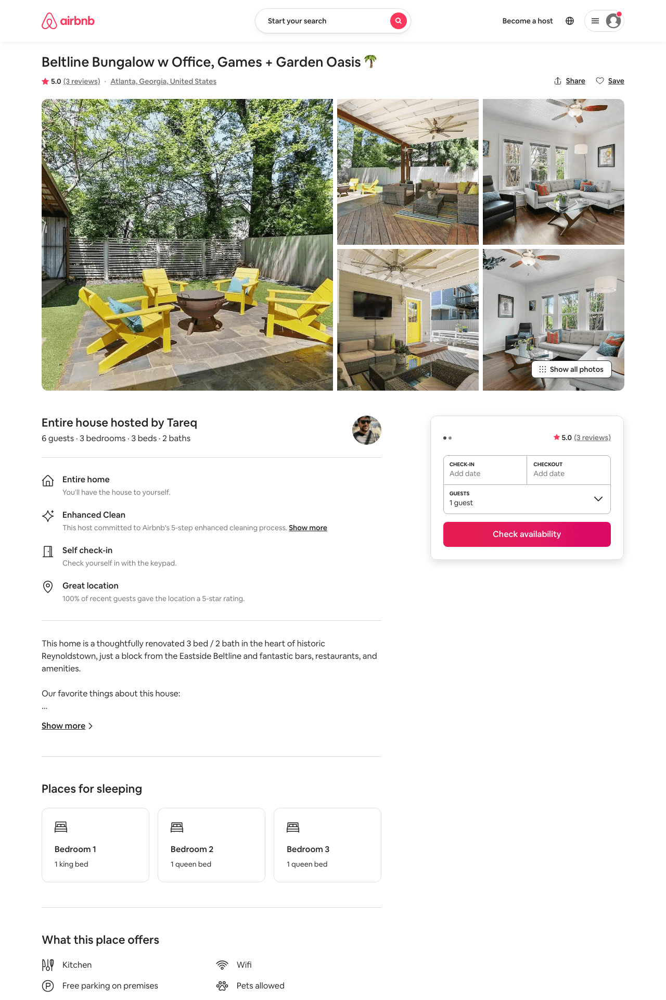 airbnb
Start your search
Become a host
Beltline Bungalow w Office, Games + Garden Oasis🌴
5.0 (3 reviews) · Atlanta, Georgia, United States
Share
Save
Show all photos
Entire house hosted by Tareq
6 guests · 3 bedrooms · 3 beds · 2 baths
5.0 (3 reviews)
CHECK-IN
Add date
CHECKOUT
Add date
GUESTS
1 guest
Check availability
Entire home
You'll have the house to yourself.
Enhanced Clean
This host committed to Airbnb's 5-step enhanced cleaning process. Show more
Self check-in
Check yourself in with the keypad.
Great location
100% of recent guests gave the location a 5-star rating.
This home is a thoughtfully renovated 3 bed / 2 bath in the heart of historic
Reynoldstown, just a block from the Eastside Beltline and fantastic bars, restaurants, and
amenities.
Our favorite things about this house:
...
Show more
Places for sleeping
Bedroom 1
1 king bed
Bedroom 2
1 queen bed
Bedroom 3
1 queen bed
What this place offers
Kitchen
Wifi
Free parking on premises
Pets allowed